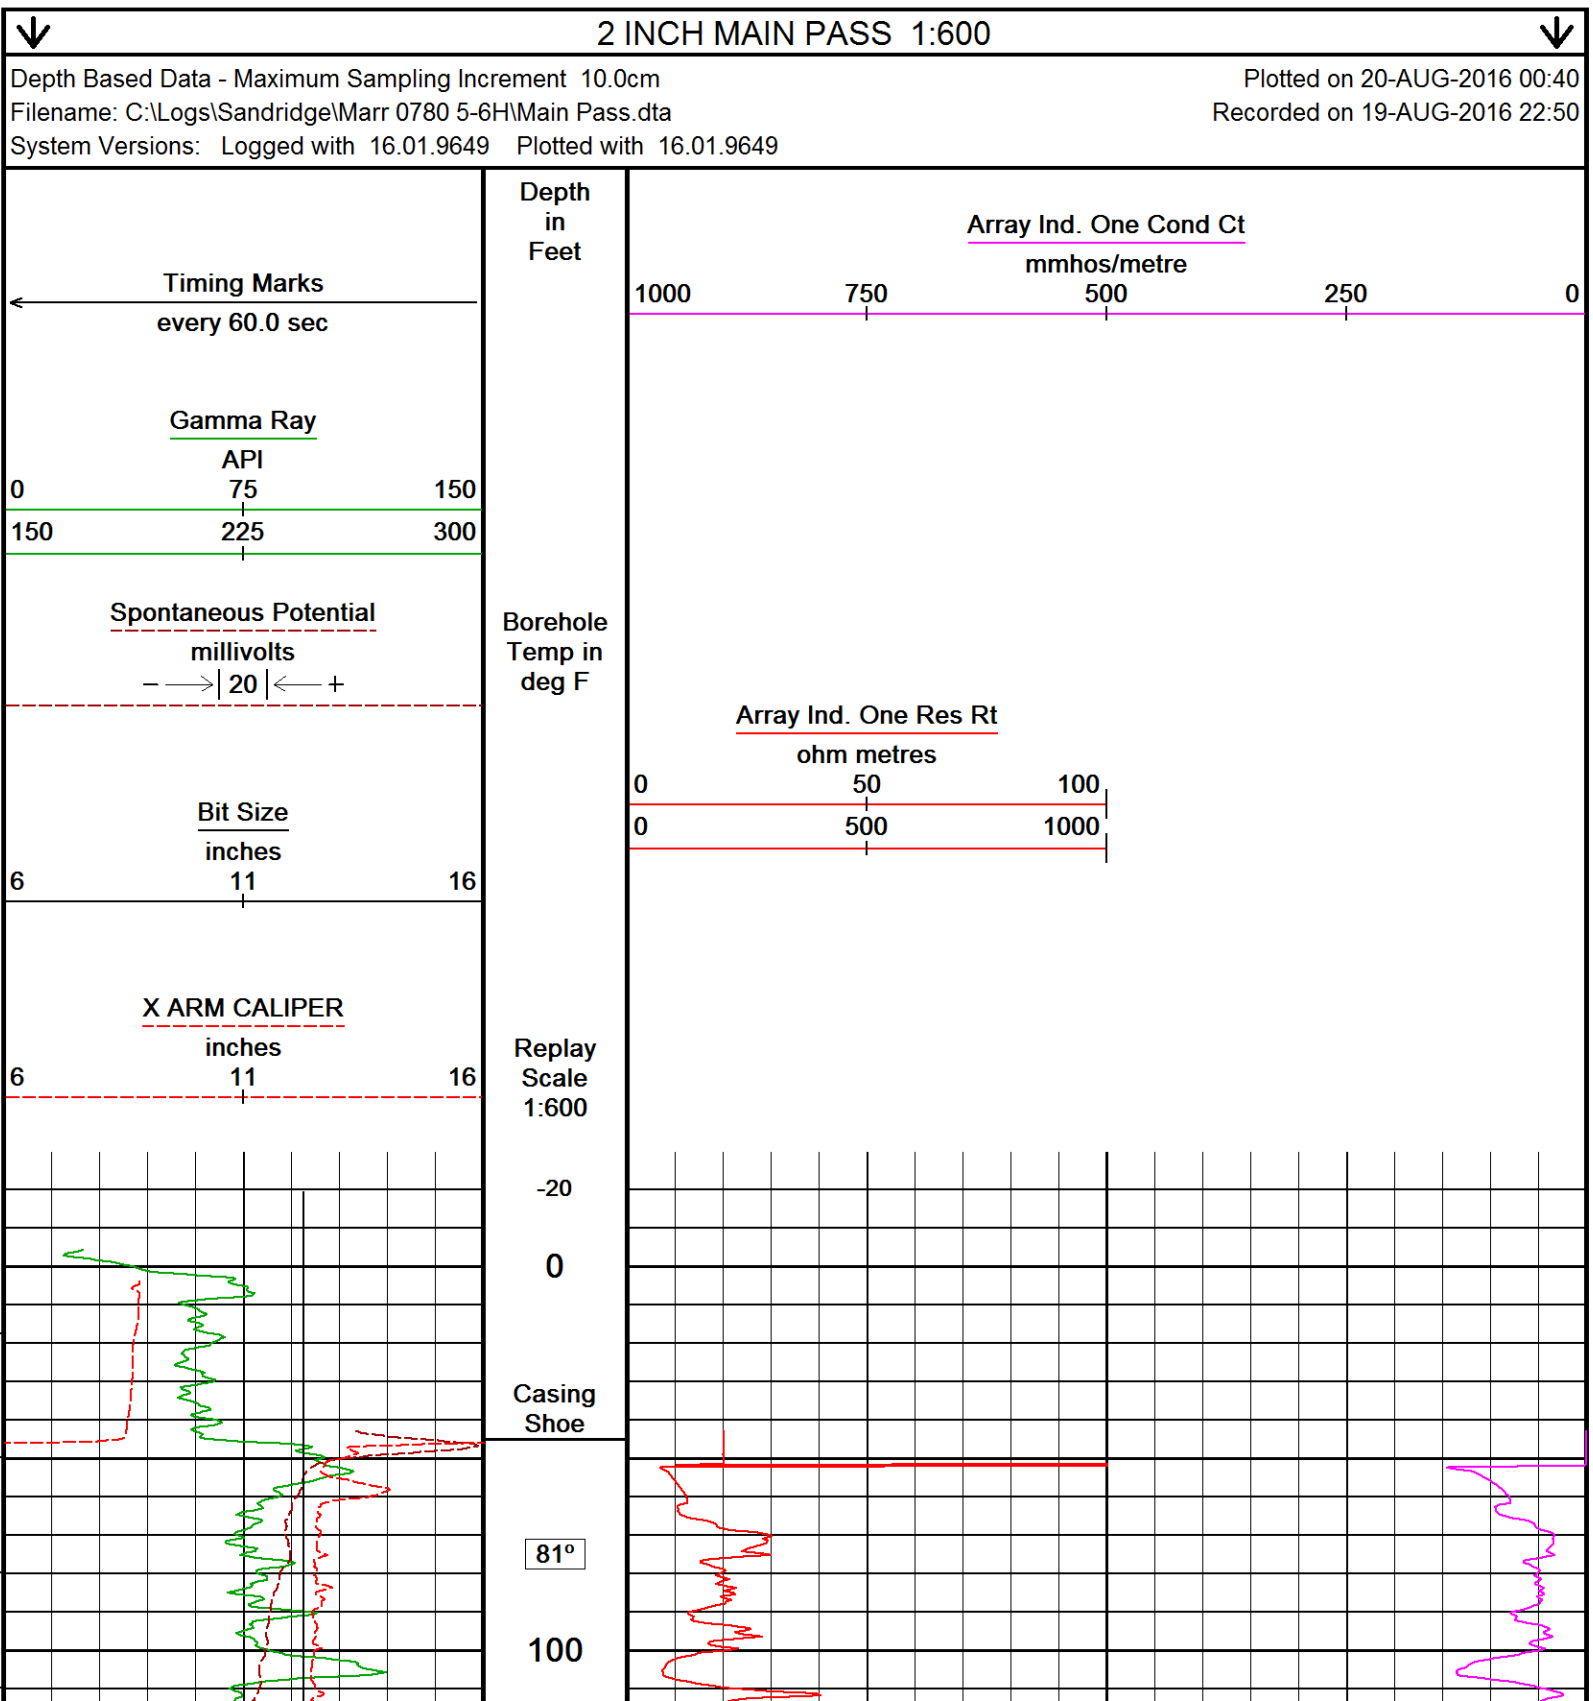 2 INCH MAIN PASS 1:600
Depth Based Data - Maximum Sampling Increment 10.0cm
Plotted on 20-AUG-2016 00:40
Filename: C:\Logs\Sandridge\Marr 0780 5-6H\Main Pass.dta
Recorded on 19-AUG-2016 22:50
System Versions: Logged with 16.01.9649 Plotted with 16.01.9649
Timing Marks
every 60.0 sec
Gamma Ray
API
0 75 150
150 225 300
Spontaneous Potential
millivolts
- 20 +
Bit Size
inches
6 11 16
X ARM CALIPER
inches
6 11 16
Depth
in
Feet
Borehole
Temp in
deg F
Replay
Scale
1:600
-20
0
Casing
Shoe
81º
100
Array Ind. One Cond Ct
mmhos/metre
1000 750 500 250 0
Array Ind. One Res Rt
ohm metres
0 50 100
0 500 1000